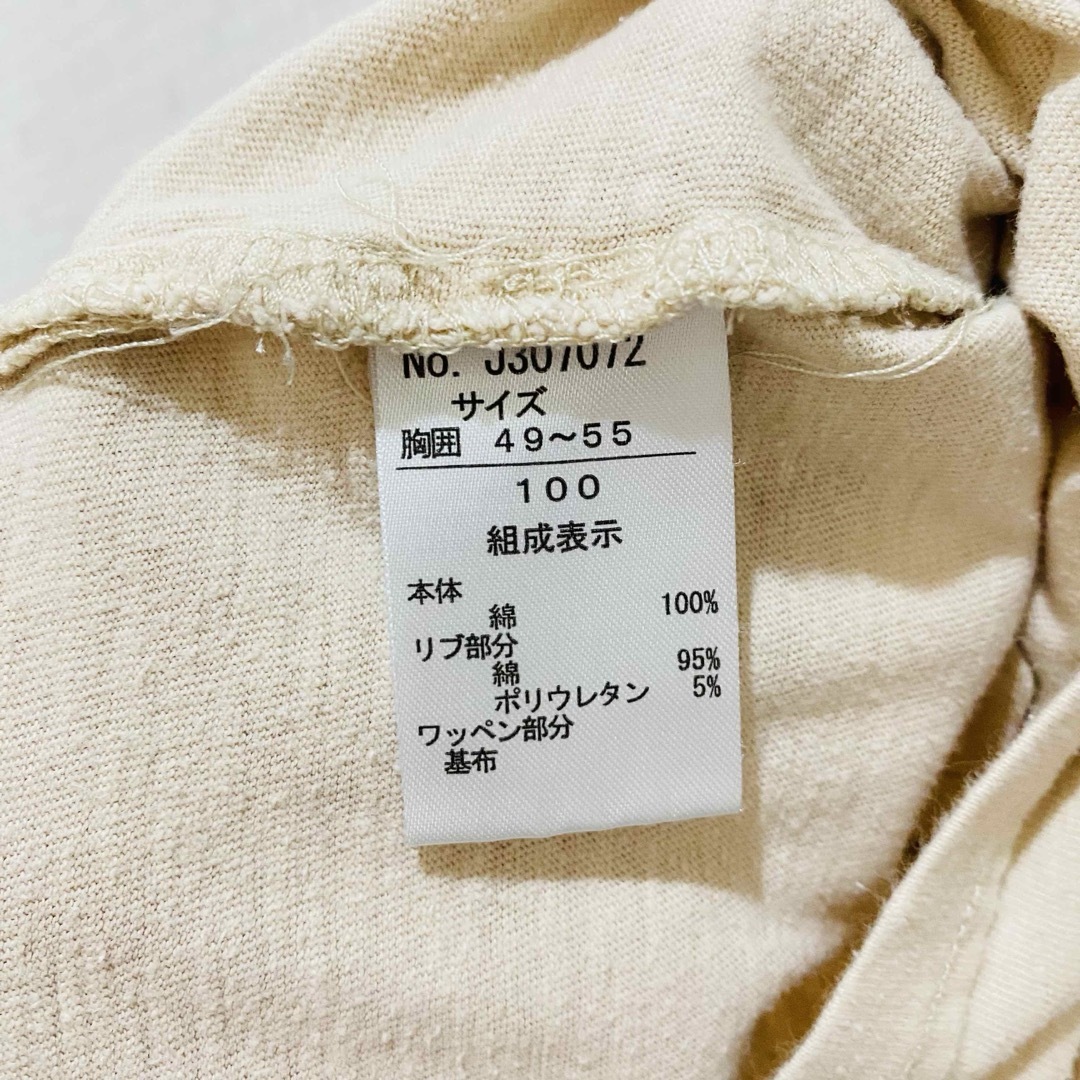 No. J307072
サイズ
胸囲 49～55
100
組成表示
本体
綿 100%
リブ部分
綿 95%
ポリウレタン 5%
ワッペン部分
基布